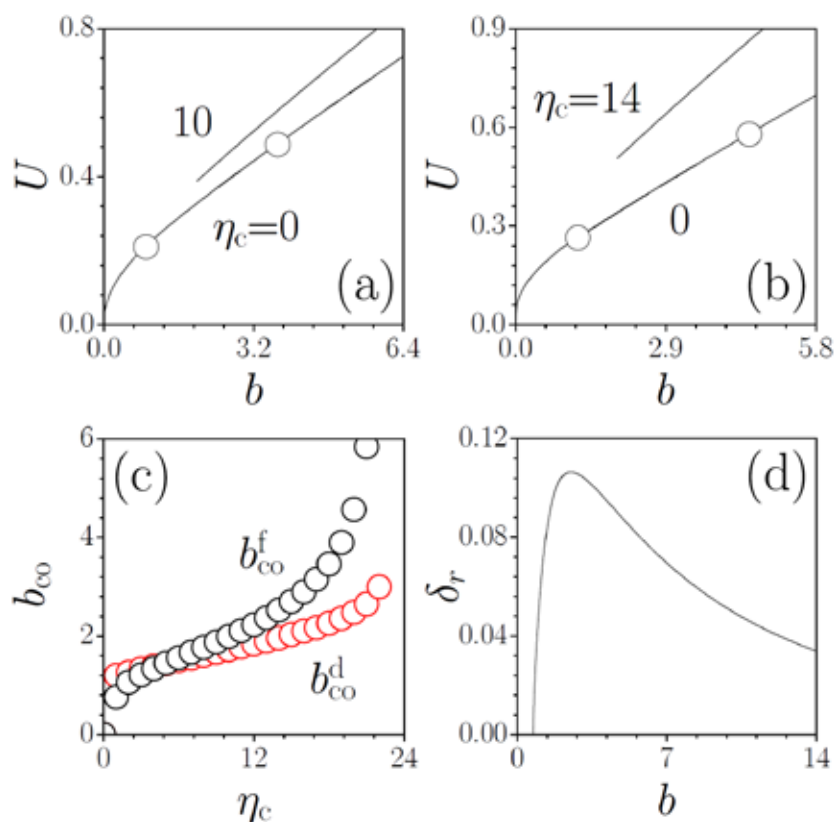 0.8
10
U
0.4
η_c=0
(a)
0.0
0.0
3.2
6.4
b
0.9
η_c=14
U
0.6
0.3
0
(b)
0.0
0.0
2.9
5.8
b
6
(c)
4
b_co^f
b_co
2
b_co^d
0
0
12
24
η_c
0.12
(d)
0.08
δ_r
0.04
0.00
0
7
14
b